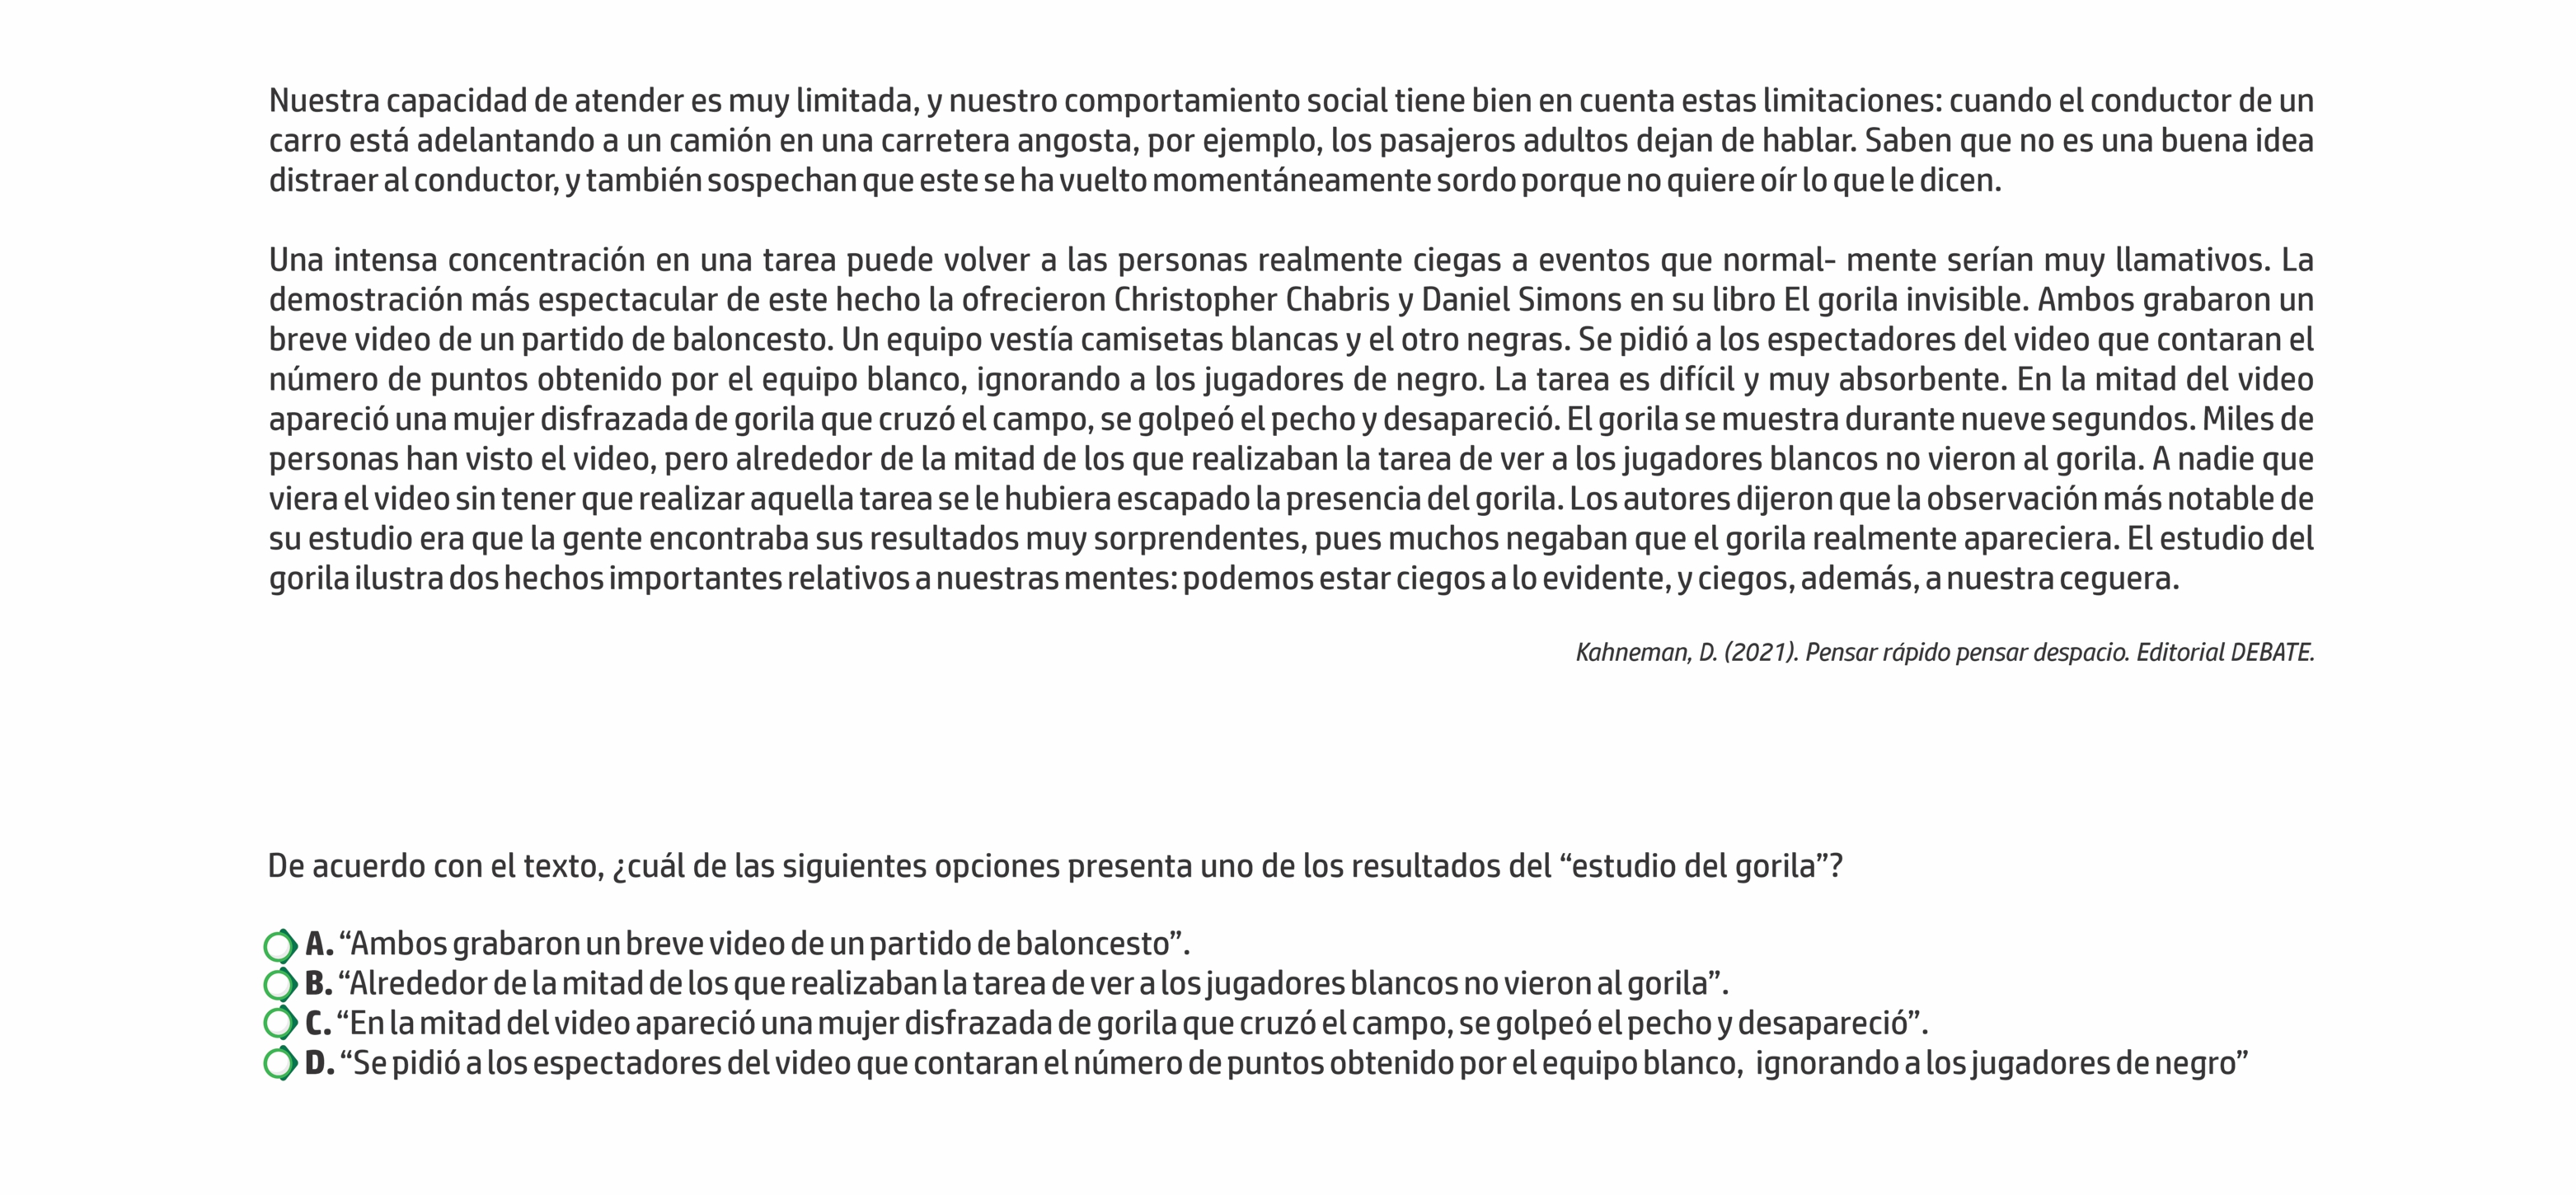 Nuestra capacidad de atender es muy limitada, y nuestro comportamiento social tiene bien en cuenta estas limitaciones: cuando el conductor de un
carro está adelantando a un camión en una carretera angosta, por ejemplo, los pasajeros adultos dejan de hablar. Saben que no es una buena idea
distraer al conductor, y también sospechan que este se ha vuelto momentáneamente sordo porque no quiere oír lo que le dicen.
Una intensa concentración en una tarea puede volver a las personas realmente ciegas a eventos que normal- mente serían muy llamativos. La
demostración más espectacular de este hecho la ofrecieron Christopher Chabris y Daniel Simons en su libro El gorila invisible. Ambos grabaron un
breve video de un partido de baloncesto. Un equipo vestía camisetas blancas y el otro negras. Se pidió a los espectadores del video que contaran el
número de puntos obtenido por el equipo blanco, ignorando a los jugadores de negro. La tarea es difícil y muy absorbente. En la mitad del video
apareció una mujer disfrazada de gorila que cruzó el campo, se golpeó el pecho y desapareció. El gorila se muestra durante nueve segundos. Miles de
personas han visto el video, pero alrededor de la mitad de los que realizaban la tarea de ver a los jugadores blancos no vieron al gorila. A nadie que
viera el video sin tener que realizar aquella tarea se le hubiera escapado la presencia del gorila. Los autores dijeron que la observación más notable de
su estudio era que la gente encontraba sus resultados muy sorprendentes, pues muchos negaban que el gorila realmente apareciera. El estudio del
gorila ilustra dos hechos importantes relativos a nuestras mentes: podemos estar ciegos a lo evidente, y ciegos, además, a nuestra ceguera.
Kahneman, D. (2021). Pensar rápido pensar despacio. Editorial DEBATE.
De acuerdo con el texto, ¿cuál de las siguientes opciones presenta uno de los resultados del “estudio del gorila”?
A. “Ambos grabaron un breve video de un partido de baloncesto”.
B. “Alrededor de la mitad de los que realizaban la tarea de ver a los jugadores blancos no vieron al gorila”.
C. “En la mitad del video apareció una mujer disfrazada de gorila que cruzó el campo, se golpeó el pecho y desapareció”.
D. “Se pidió a los espectadores del video que contaran el número de puntos obtenido por el equipo blanco, ignorando a los jugadores de negro”